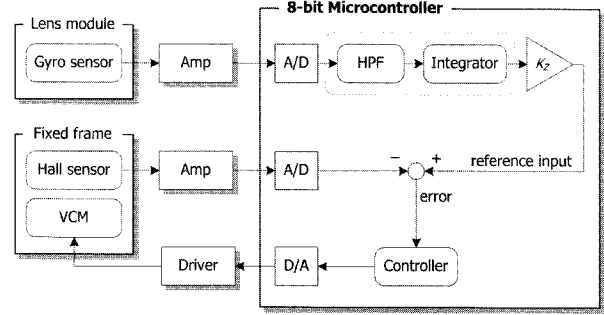 8-bit Microcontroller
Lens module
Gyro sensor
Amp
A/D
HPF
Integrator
Kz
Fixed frame
Hall sensor
Amp
A/D
− +
reference input
error
VCM
Driver
D/A
Controller